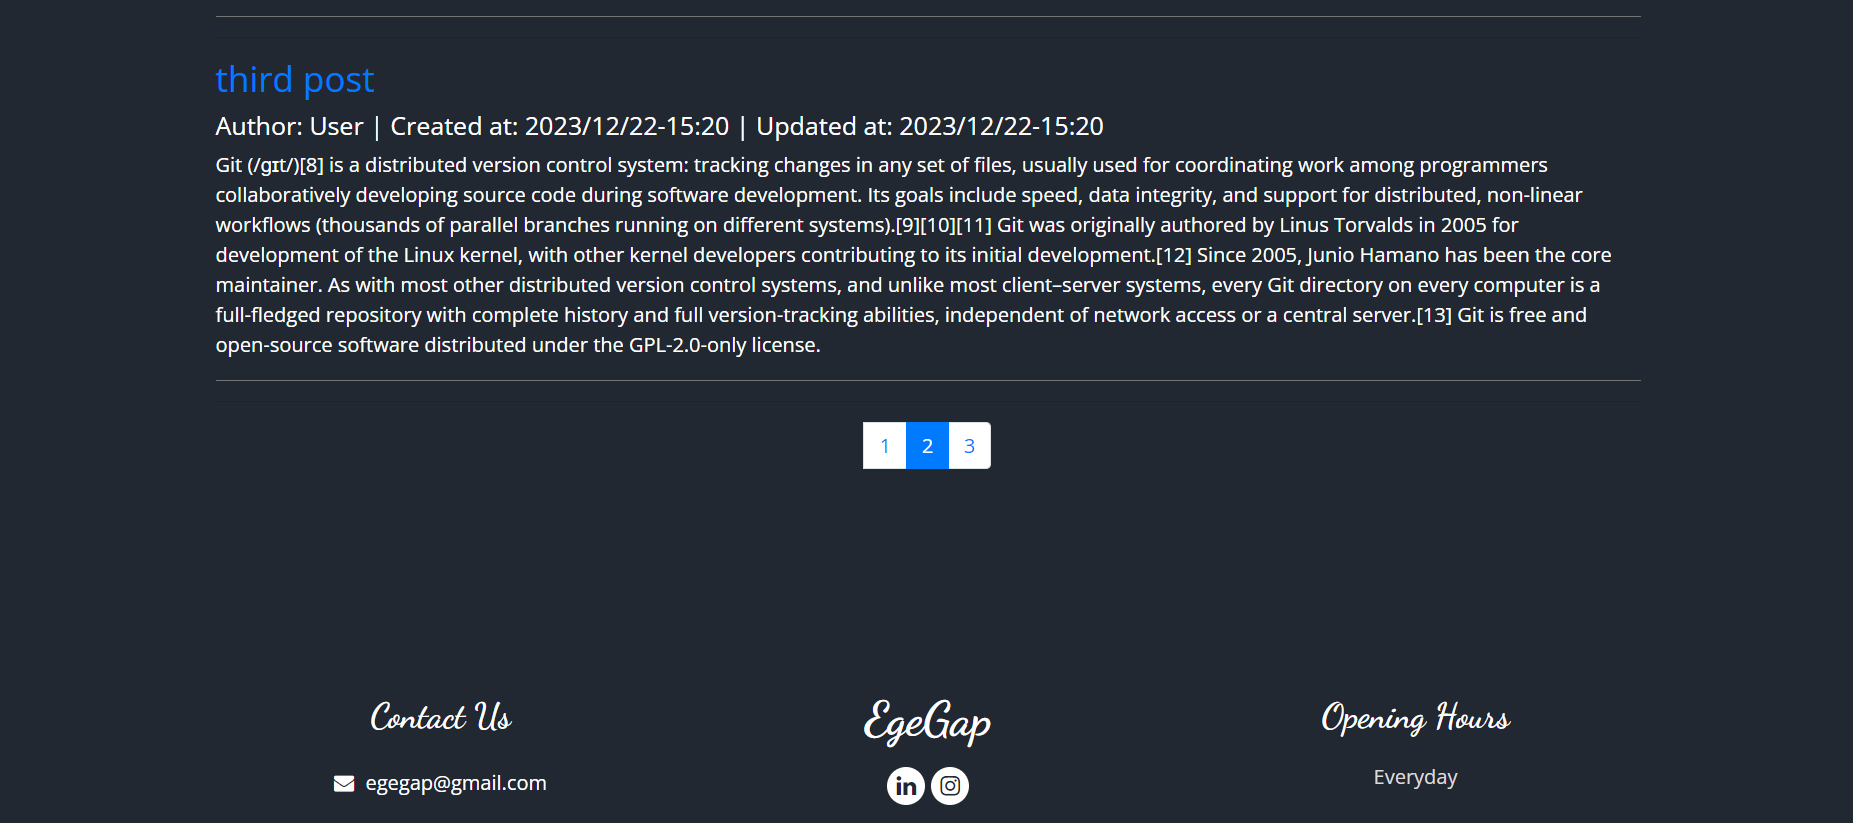 third post
Author: User | Created at: 2023/12/22-15:20 | Updated at: 2023/12/22-15:20
Git (/ɡɪt/)[8] is a distributed version control system: tracking changes in any set of files, usually used for coordinating work among programmers
collaboratively developing source code during software development. Its goals include speed, data integrity, and support for distributed, non-linear
workflows (thousands of parallel branches running on different systems).[9][10][11] Git was originally authored by Linus Torvalds in 2005 for
development of the Linux kernel, with other kernel developers contributing to its initial development.[12] Since 2005, Junio Hamano has been the core
maintainer. As with most other distributed version control systems, and unlike most client–server systems, every Git directory on every computer is a
full-fledged repository with complete history and full version-tracking abilities, independent of network access or a central server.[13] Git is free and
open-source software distributed under the GPL-2.0-only license.
1 2 3
Contact Us
egegap@gmail.com
EgeGap
in
Opening Hours
Everyday